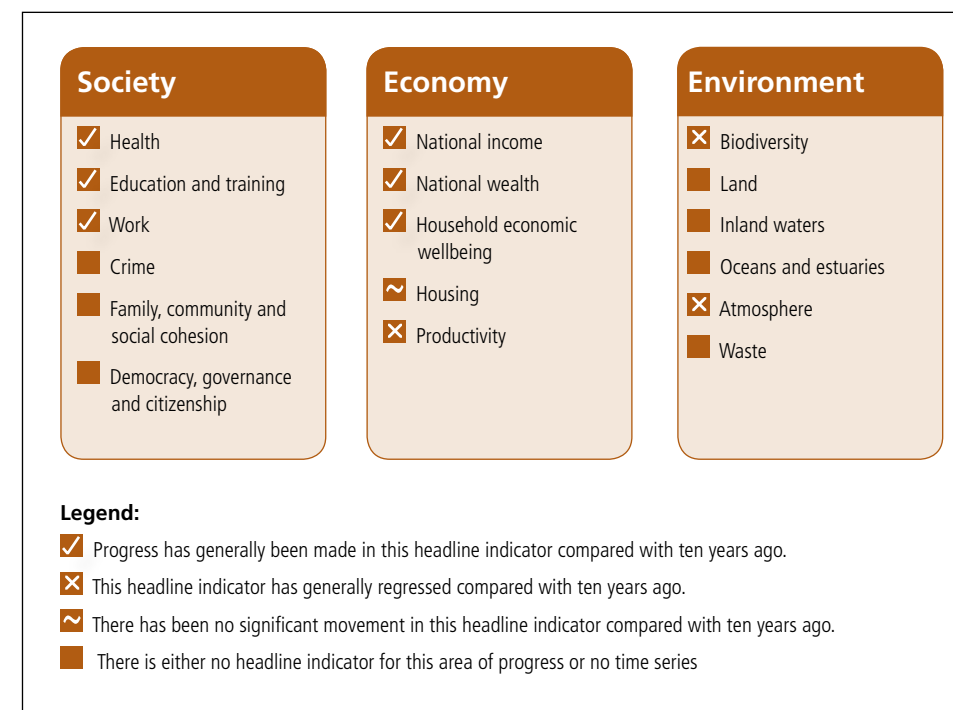 Society
Health
Education and training
Work
Crime
Family, community and
social cohesion
Democracy, governance
and citizenship
Economy
National income
National wealth
Household economic
wellbeing
Housing
Productivity
Environment
Biodiversity
Land
Inland waters
Oceans and estuaries
Atmosphere
Waste
Legend:
Progress has generally been made in this headline indicator compared with ten years ago.
This headline indicator has generally regressed compared with ten years ago.
There has been no significant movement in this headline indicator compared with ten years ago.
There is either no headline indicator for this area of progress or no time series